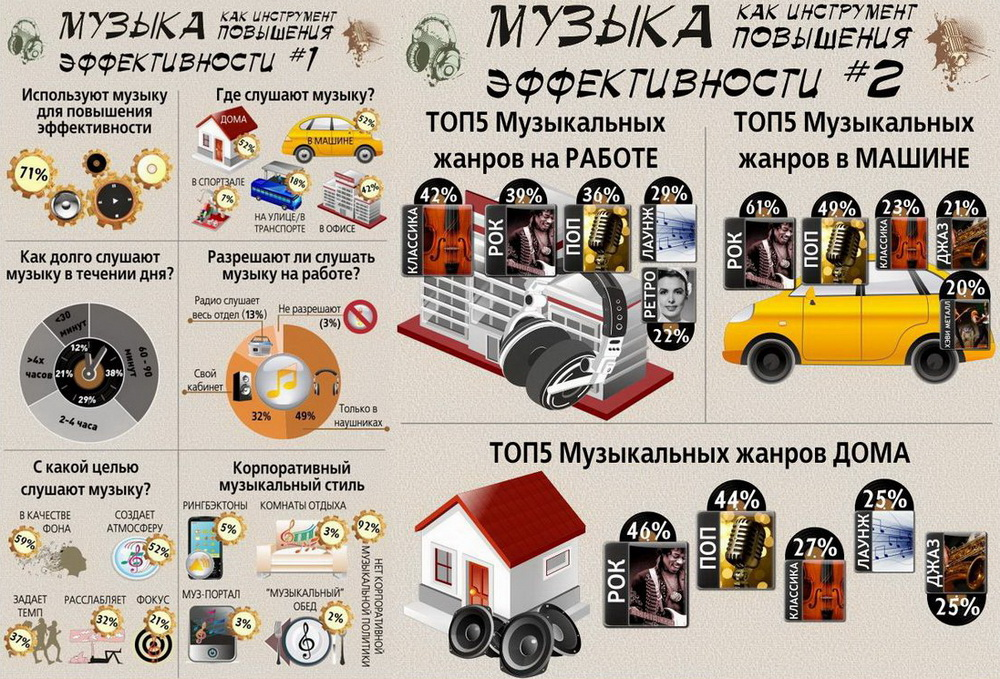 МУЗЫКА КАК ИНСТРУМЕНТ
ПОВЫШЕНИЯ
ЭФФЕКТИВНОСТИ #1
Используют музыку
для повышения
эффективности
71%
Где слушают музыку?
ДОМА
52%
В МАШИНЕ
52%
В СПОРТЗАЛЕ
7%
18%
НА УЛИЦЕ/В
ТРАНСПОРТЕ
42%
В ОФИСЕ
Как долго слушают
музыку в течении дня?
<30
минут
12%
60 - 90
минут
38%
2-4 часа
29%
>4х
часов
21%
Разрешают ли слушать
музыку на работе?
Радио слушает
весь отдел (13%)
Не разрешают
(3%)
Свой
кабинет
32%
49%
Только в
наушниках
С какой целью
слушают музыку?
В КАЧЕСТВЕ
ФОНА
59%
СОЗДАЕТ
АТМОСФЕРУ
52%
ЗАДАЕТ
ТЕМП
37%
РАССЛАБЛЯЕТ
32%
ФОКУС
21%
Корпоративный
музыкальный стиль
РИНГБЭКТОНЫ
5%
КОМНАТЫ ОТДЫХА
3%
92%
НЕТ КОРПОРАТИВНОЙ
МУЗЫКАЛЬНОЙ ПОЛИТИКИ
МУЗ-ПОРТАЛ
3%
"МУЗЫКАЛЬНЫЙ"
ОБЕД
2%
МУЗЫКА КАК ИНСТРУМЕНТ
ПОВЫШЕНИЯ
ЭФФЕКТИВНОСТИ #2
ТОП5 Музыкальных
жанров на РАБОТЕ
42%
КЛАССИКА
39%
РОК
36%
ПОП
29%
ЛАУНЖ
РЕТРО
22%
ТОП5 Музыкальных
жанров в МАШИНЕ
61%
РОК
49%
ПОП
23%
КЛАССИКА
21%
ДЖАЗ
20%
ХЭВИ МЕТАЛЛ
ТОП5 Музыкальных жанров ДОМА
46%
РОК
44%
ПОП
27%
КЛАССИКА
25%
ЛАУНЖ
ДЖАЗ
25%